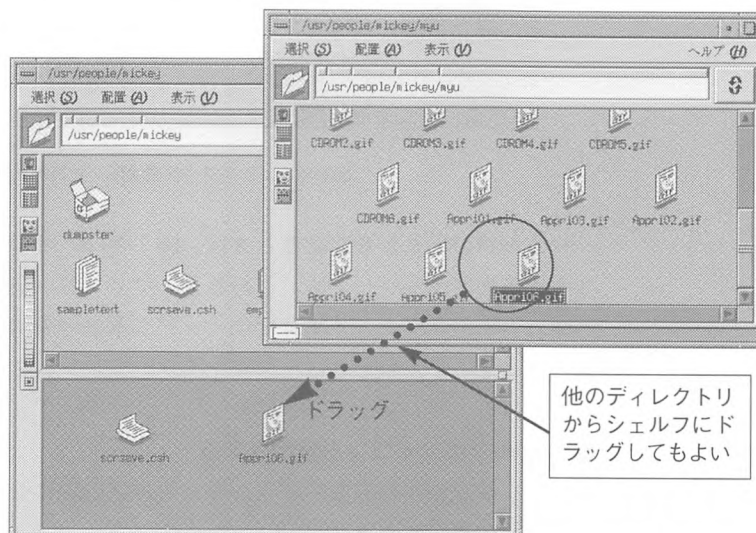 /usr/people/mickey/myu
選択 (S) 配置 (A) 表示 (V) ヘルプ (H)
/usr/people/mickey/myu
CDROM2.gif CDROM3.gif CDROM4.gif CDROM5.gif
CDROM6.gif Appri01.gif Appri03.gif Appri02.gif
Appri04.gif Appri05.gif Appri06.gif
/usr/people/mickey
選択 (S) 配置 (A) 表示 (V)
/usr/people/mickey
dumpster
sampletext scrsave.csh
ドラッグ
scrsave.csh Appri06.gif
他のディレクトリ
からシェルフにド
ラッグしてもよい